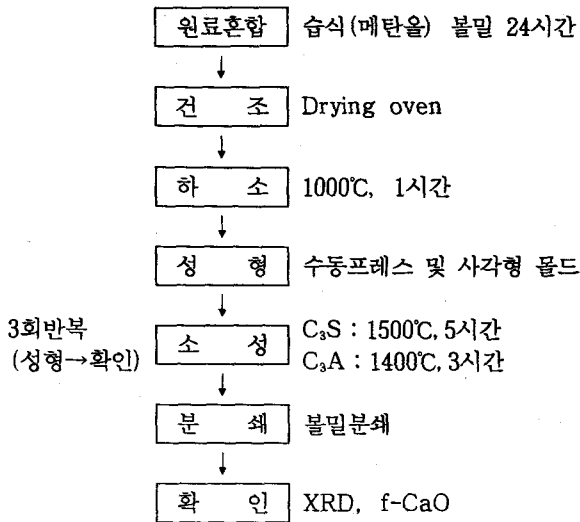 원료혼합 습식(메탄올) 볼밀 24시간
건 조 Drying oven
하 소 1000℃, 1시간
성 형 수동프레스 및 사각형 몰드
3회반복
(성형→확인)
소 성
C₃S : 1500℃, 5시간
C₃A : 1400℃, 3시간
분 쇄 볼밀분쇄
확 인 XRD, f-CaO